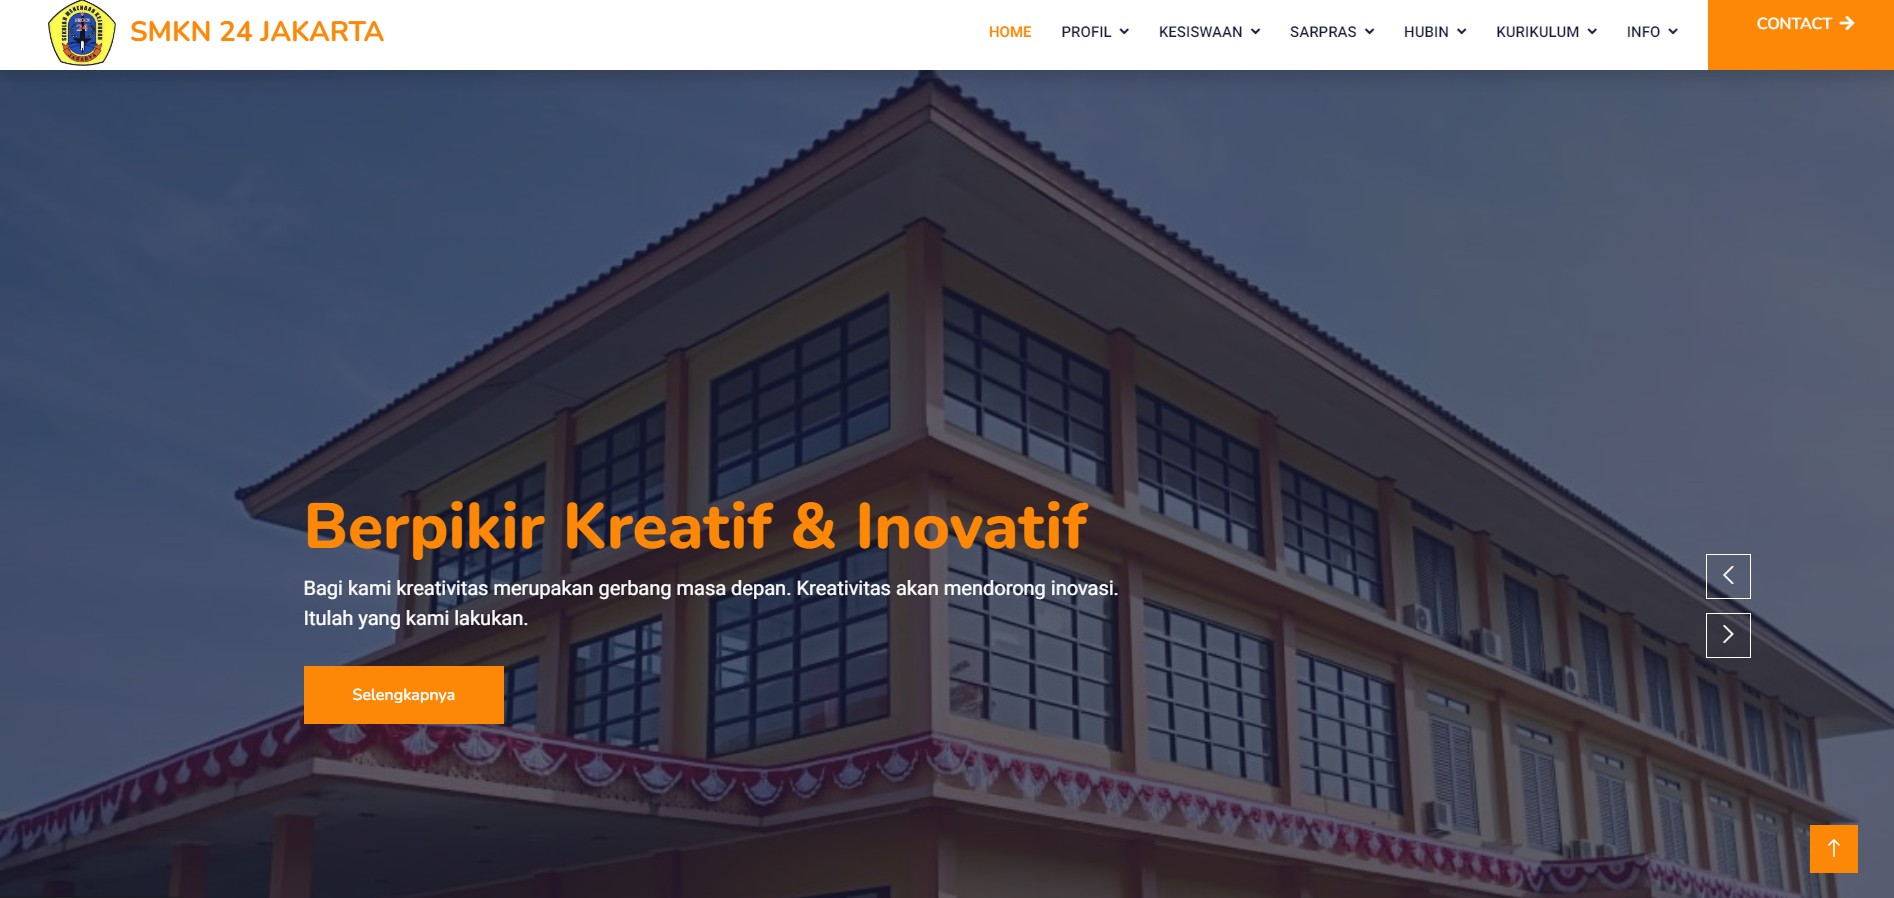 SMKN 24 JAKARTA
HOME PROFIL KESISWAAN SARPRAS HUBIN KURIKULUM INFO CONTACT
Berpikir Kreatif & Inovatif
Bagi kami kreativitas merupakan gerbang masa depan. Kreativitas akan mendorong inovasi.
Itulah yang kami lakukan.
Selengkapnya